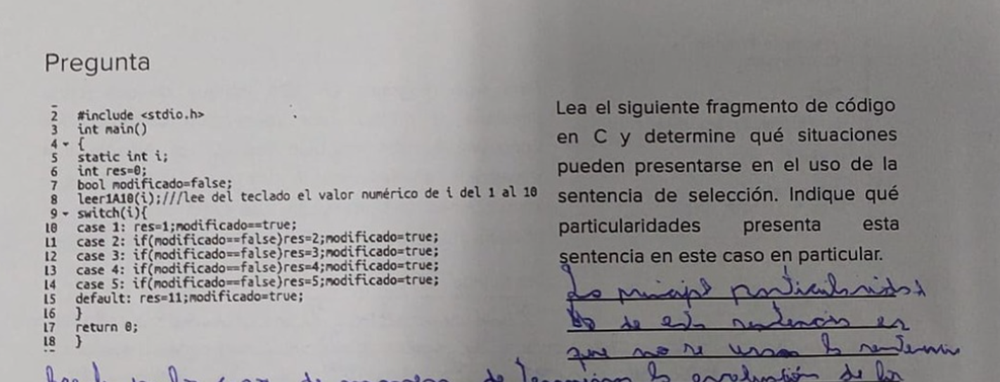 Pregunta
2 #include <stdio.h>
3 int main()
4 {
5 static int i;
6 int res=0;
7 bool modificado=false;
8 leer1A10(i);///lee del teclado el valor numérico de i del 1 al 10
9 switch(i){
10 case 1: res=1;modificado==true;
11 case 2: if(modificado==false)res=2;modificado=true;
12 case 3: if(modificado==false)res=3;modificado=true;
13 case 4: if(modificado==false)res=4;modificado=true;
14 case 5: if(modificado==false)res=5;modificado=true;
15 default: res=11;modificado=true;
16 }
17 return 0;
18 }
Lea el siguiente fragmento de código
en C y determine qué situaciones
pueden presentarse en el uso de la
sentencia de selección. Indique qué
particularidades presenta esta
sentencia en este caso en particular.
de esta sentencia es
que no se usan la sentencia
de la evaluación de los